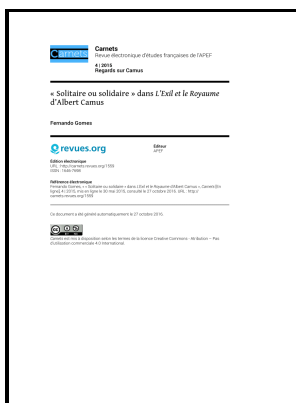 Carnets
Carnets
Revue électronique d'études françaises de l'APEF
4 | 2015
Regards sur Camus
« Solitaire ou solidaire » dans L'Exil et le Royaume
d'Albert Camus
Fernando Gomes
revues.org
Éditeur
APEF
Édition électronique
URL : http://carnets.revues.org/1559
ISSN : 1646-7698
Référence électronique
Fernando Gomes, « « Solitaire ou solidaire » dans L'Exil et le Royaume d'Albert Camus », Carnets [En
ligne], 4 | 2015, mis en ligne le 30 mai 2015, consulté le 27 octobre 2015. URL : http://
carnets.revues.org/1559
Ce document a été généré automatiquement le 27 octobre 2015.
Carnets est mis à disposition selon les termes de la licence Creative Commons - Attribution – Pas
d'utilisation commerciale 4.0 International.